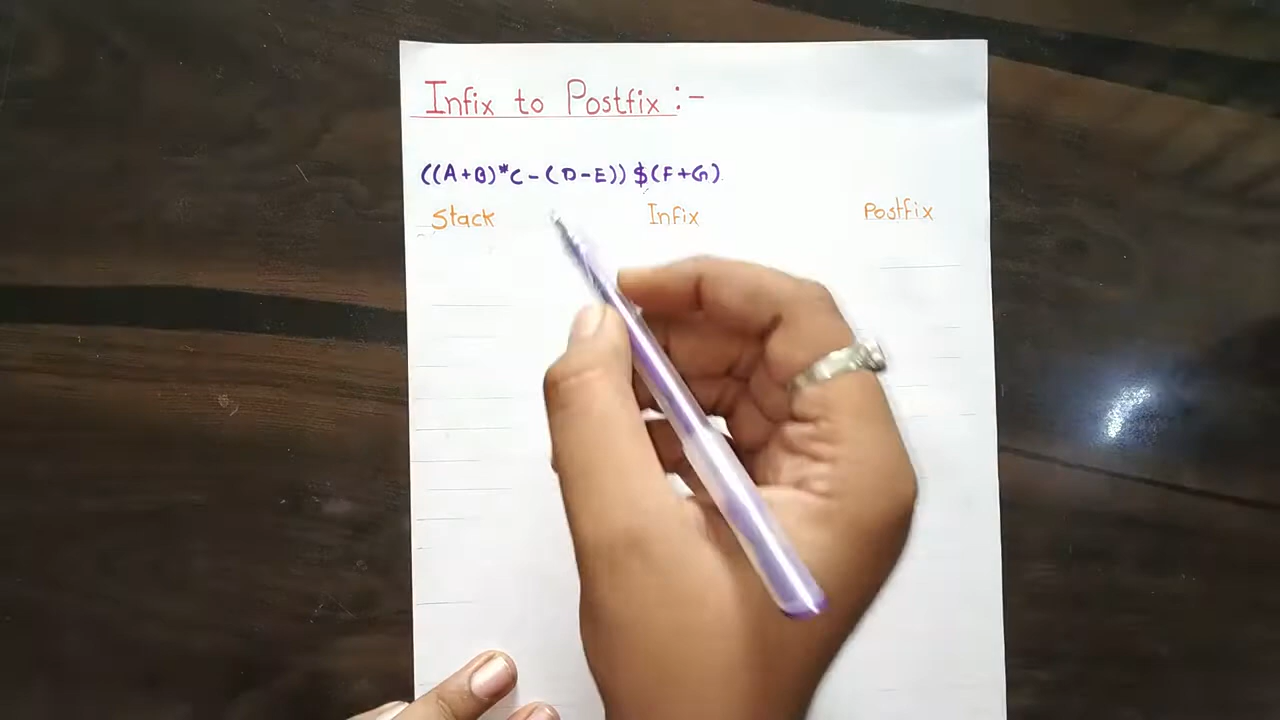 Infix to Postfix :-
((A+B)*C-(D-E))$(F+G)
Stack Infix Postfix